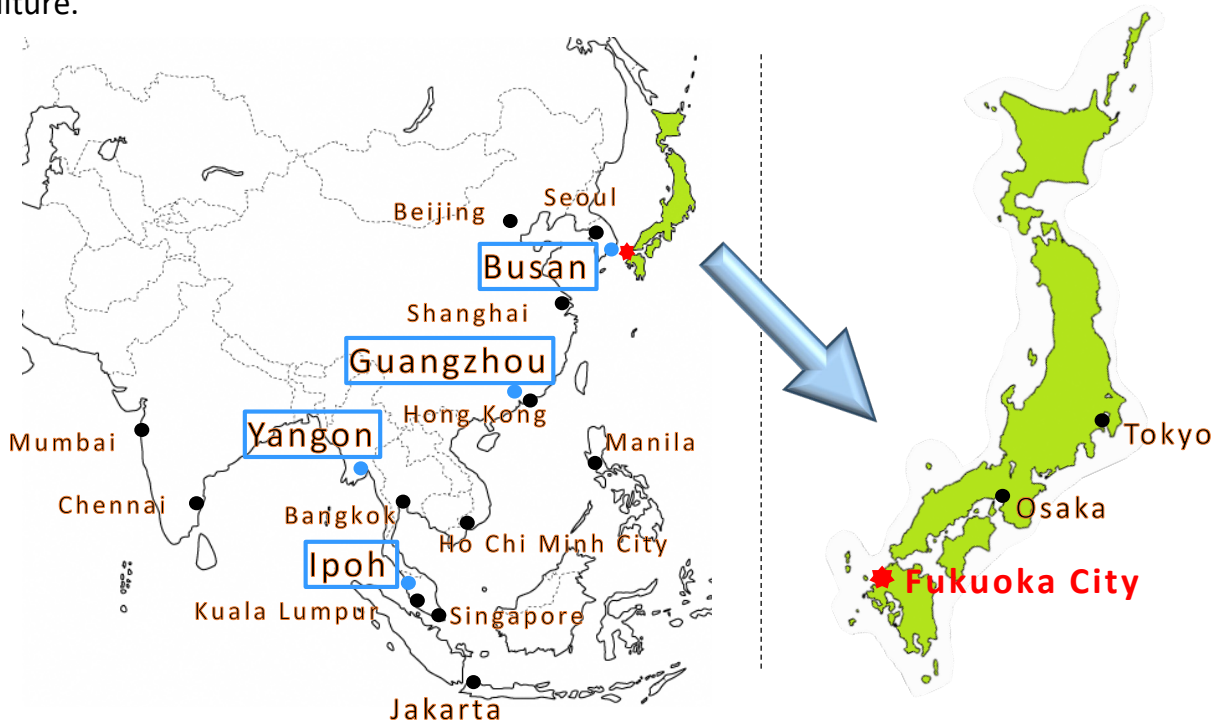 lture.
Seoul
Beijing
Busan
Shanghai
Guangzhou
Hong Kong
Yangon
Mumbai
Manila
Chennai
Bangkok
Ho Chi Minh City
Ipoh
Kuala Lumpur
Singapore
Jakarta
Tokyo
Osaka
Fukuoka City